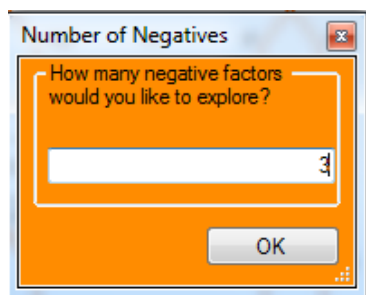 Number of Negatives
How many negative factors
would you like to explore?
3
OK